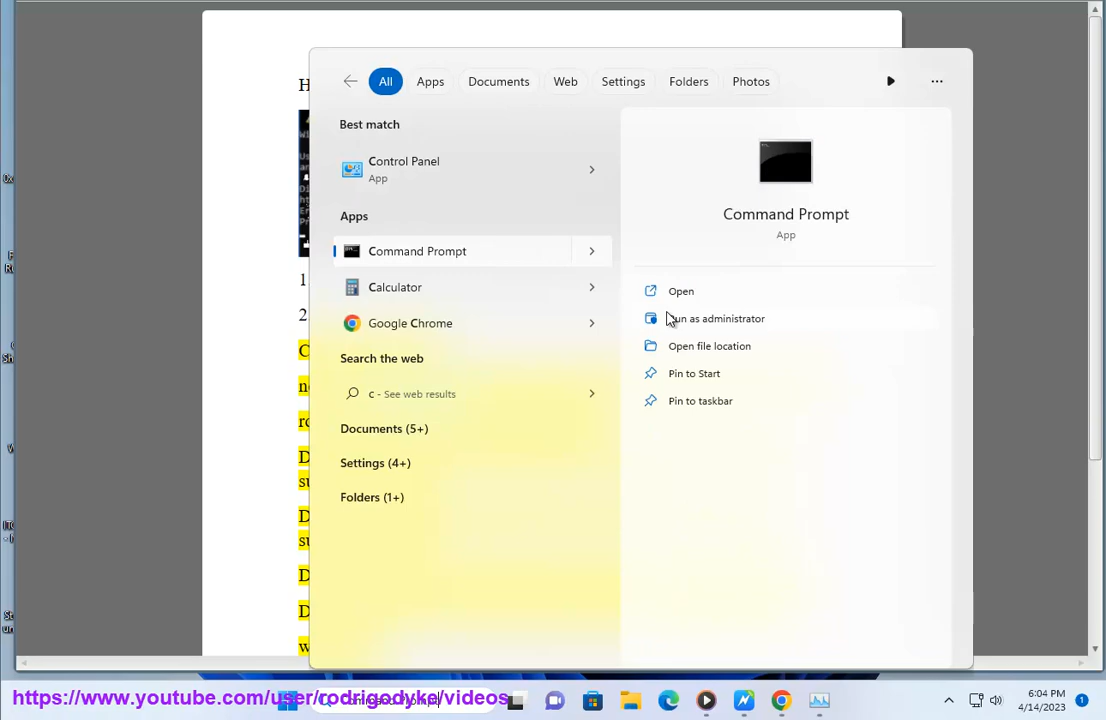 All
Apps
Documents
Web
Settings
Folders
Photos
Best match
Control Panel
App
Apps
Command Prompt
Calculator
Google Chrome
Search the web
c - See web results
Documents (5+)
Settings (4+)
Folders (1+)
Command Prompt
App
Open
Run as administrator
Open file location
Pin to Start
Pin to taskbar
H
1
2
C
n
D
D
D
D
w
https://www.youtube.com/user/rodrigodyke/videos
6:04 PM
4/14/2023
1